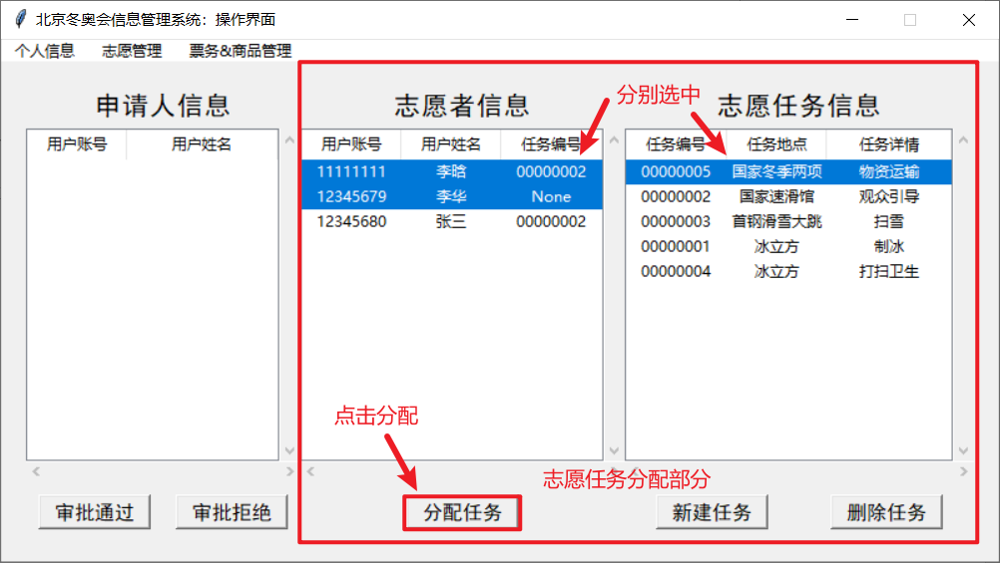 北京冬奥会信息管理系统：操作界面
个人信息 志愿管理 票务&商品管理
申请人信息 志愿者信息 分别选中 志愿任务信息
用户账号 用户姓名 用户账号 用户姓名 任务编号 任务编号 任务地点 任务详情
11111111 李晗 00000002 00000005 国家冬季两项 物资运输
12345679 李华 None 00000002 国家速滑馆 观众引导
12345680 张三 00000002 00000003 首钢滑雪大跳 扫雪
00000001 冰立方 制冰
00000004 冰立方 打扫卫生
点击分配
志愿任务分配部分
审批通过 审批拒绝 分配任务 新建任务 删除任务